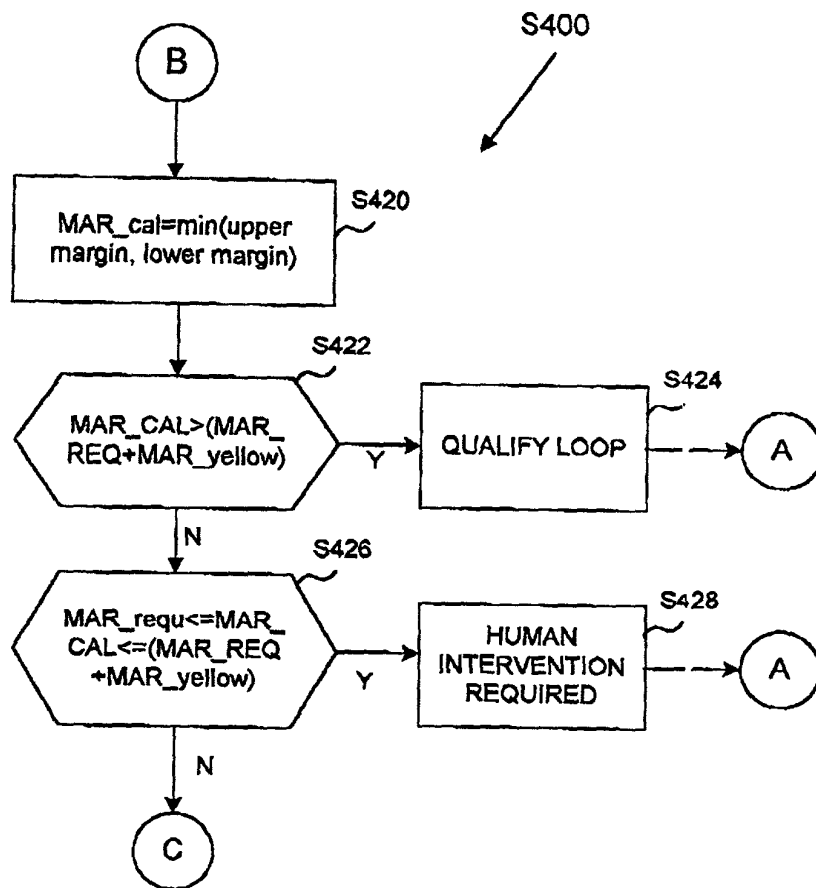 S400
B
S420
MAR_cal=min(upper
margin, lower margin)
S422
MAR_CAL>(MAR_
REQ+MAR_yellow)
Y
S424
QUALIFY LOOP
A
N
S426
MAR_requ<=MAR_
CAL<=(MAR_REQ
+MAR_yellow)
Y
S428
HUMAN
INTERVENTION
REQUIRED
A
N
C